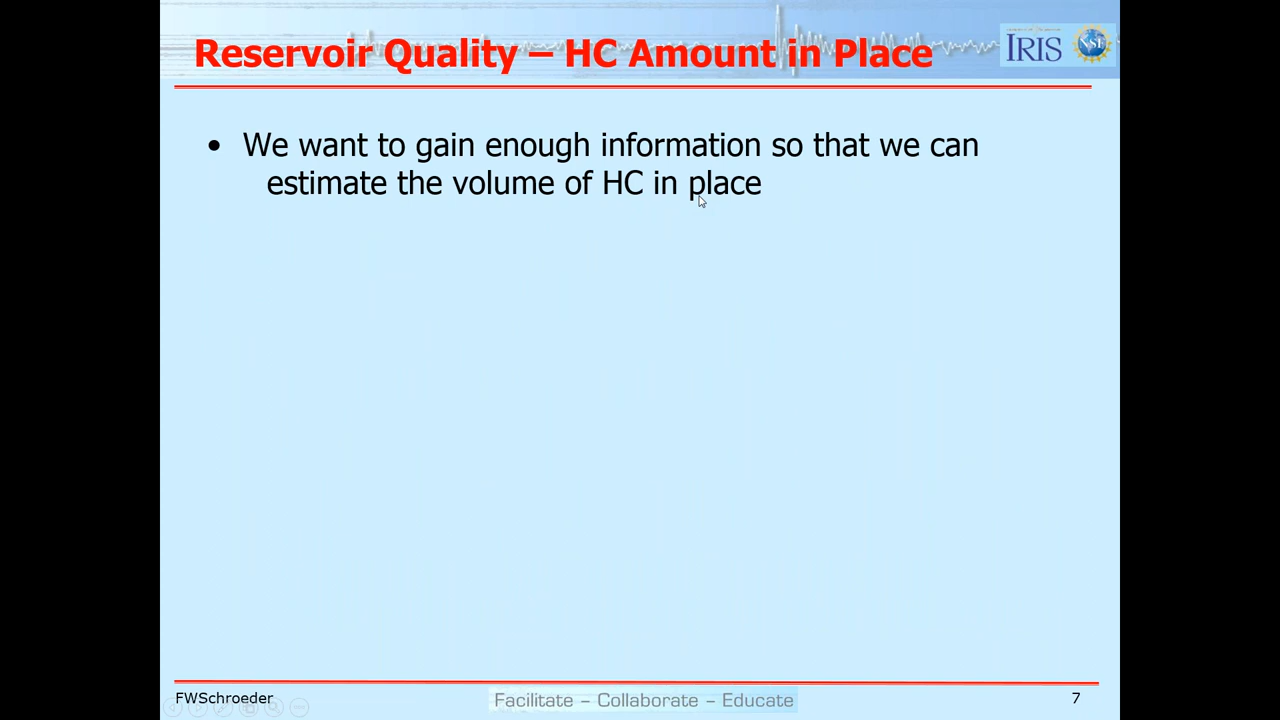 Reservoir Quality – HC Amount in Place
IRIS
NSF
• We want to gain enough information so that we can
estimate the volume of HC in place
FWSchroeder
Facilitate – Collaborate – Educate
7